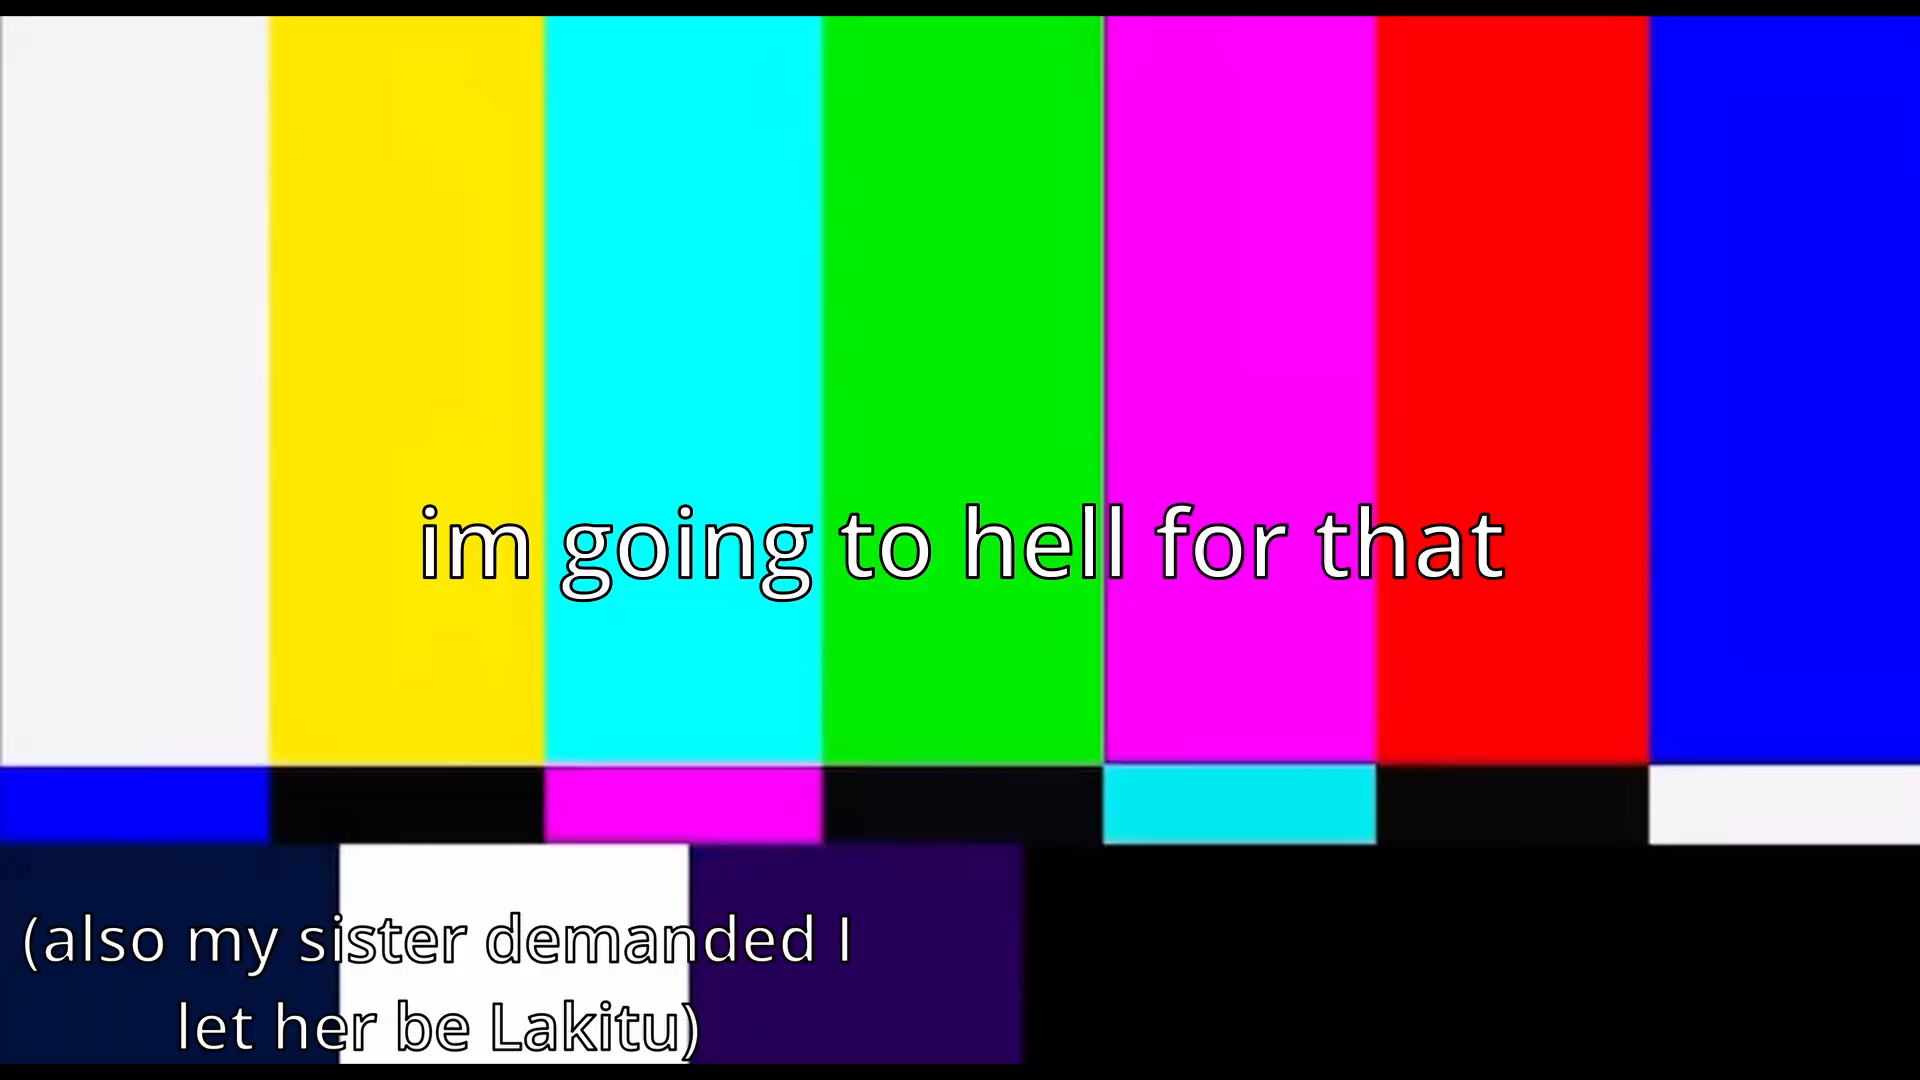 im going to hell for that
(also my sister demanded I
let her be Lakitu)